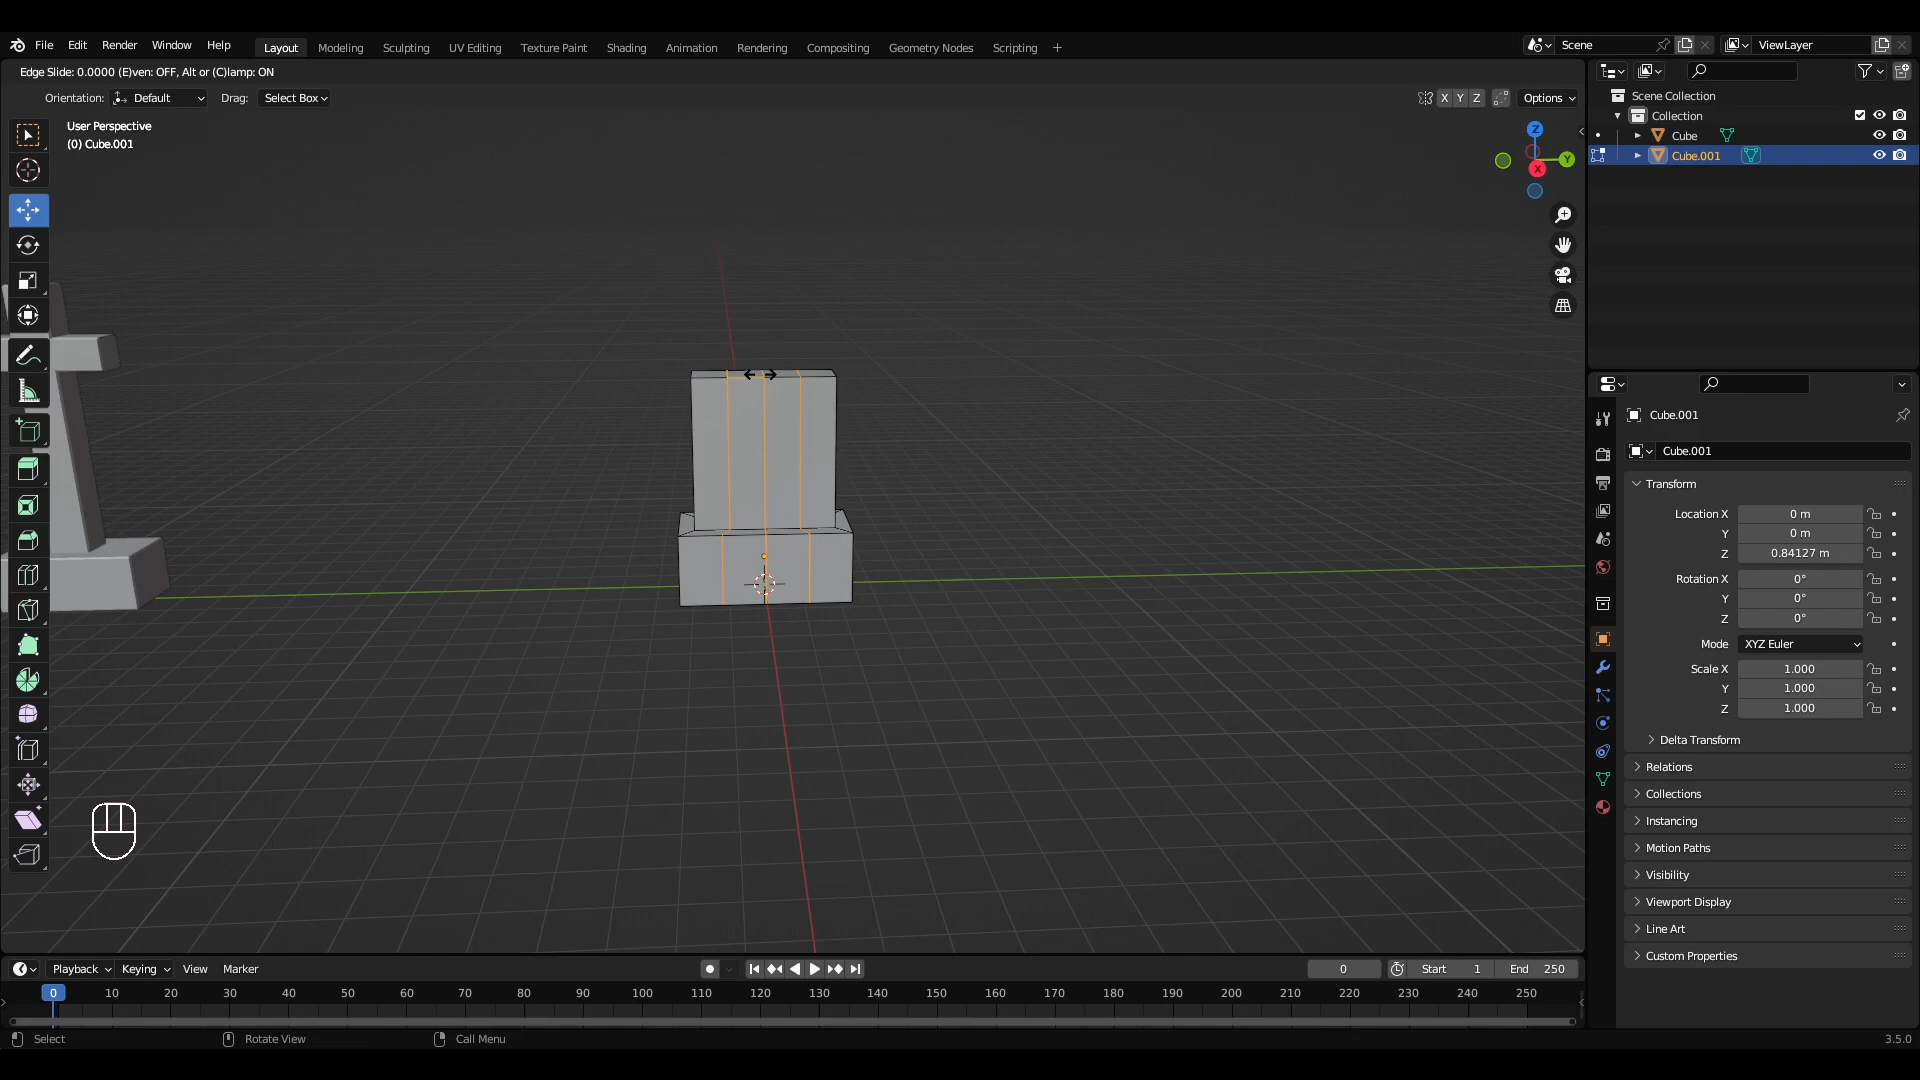 File Edit Render Window Help Layout Modeling Sculpting UV Editing Texture Paint Shading Animation Rendering Compositing Geometry Nodes Scripting + Scene ViewLayer
Edge Slide: 0.0000 (E)ven: OFF, Alt or (C)lamp: ON
Orientation: Default Drag: Select Box X Y Z Options
User Perspective
(0) Cube.001
Z
Y
X
Scene Collection
Collection
Cube
Cube.001
Cube.001
Cube.001
Transform
Location X 0 m
Y 0 m
Z 0.84127 m
Rotation X 0°
Y 0°
Z 0°
Mode XYZ Euler
Scale X 1.000
Y 1.000
Z 1.000
Delta Transform
Relations
Collections
Instancing
Motion Paths
Visibility
Viewport Display
Line Art
Custom Properties
Playback Keying View Marker 0 Start 1 End 250
0 10 20 30 40 50 60 70 80 90 100 110 120 130 140 150 160 170 180 190 200 210 220 230 240 250
Select Rotate View Call Menu 3.5.0